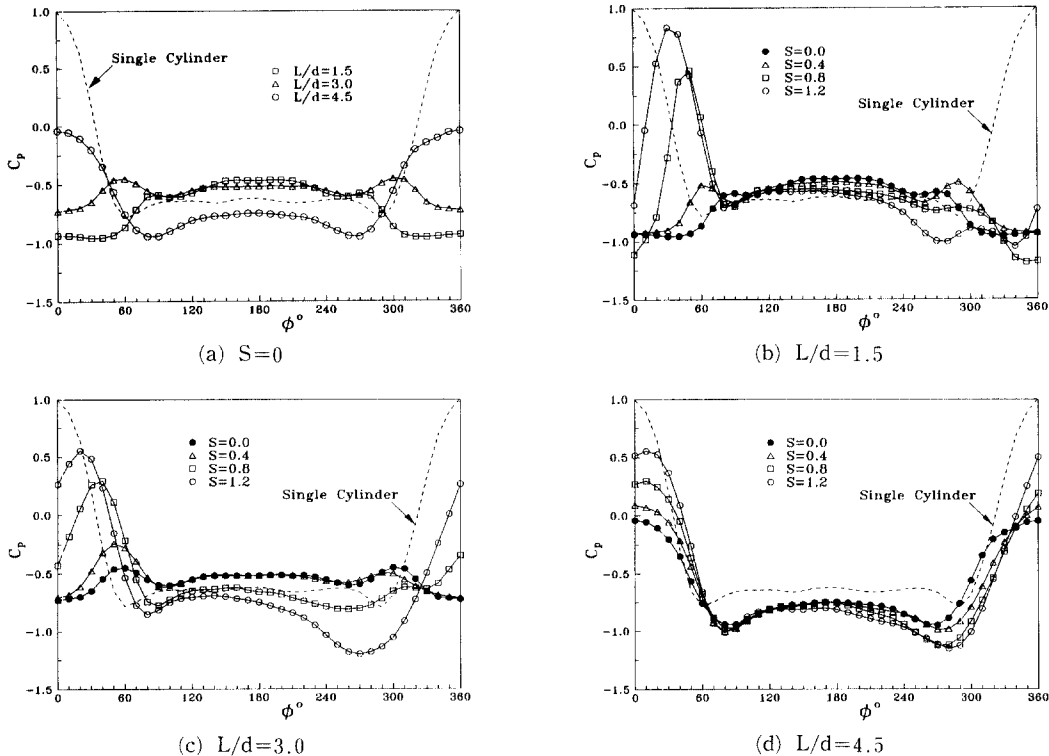 1.0
0.5
0.0
-0.5
-1.0
-1.5
Cp
Single Cylinder
L/d=1.5
L/d=3.0
L/d=4.5
0 60 120 180 240 300 360
φ°
(a) S=0
1.0
0.5
0.0
-0.5
-1.0
-1.5
Cp
S=0.0
S=0.4
S=0.8
S=1.2
Single Cylinder
0 60 120 180 240 300 360
φ°
(b) L/d=1.5
1.0
0.5
0.0
-0.5
-1.0
-1.5
Cp
S=0.0
S=0.4
S=0.8
S=1.2
Single Cylinder
0 60 120 180 240 300 360
φ°
(c) L/d=3.0
1.0
0.5
0.0
-0.5
-1.0
-1.5
Cp
S=0.0
S=0.4
S=0.8
S=1.2
Single Cylinder
0 60 120 180 240 300 360
φ°
(d) L/d=4.5